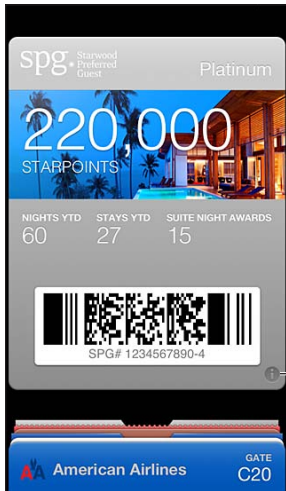 spg. Starwood
Preferred
Guest
Platinum
220,000
STARPOINTS
NIGHTS YTD STAYS YTD SUITE NIGHT AWARDS
60 27 15
SPG# 1234567890-4
i
AA American Airlines
GATE
C20